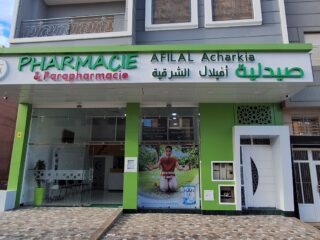 PHARMACIE
& Parapharmacie
AFILAL Acharkia
صيدلية
أفيلال الشرقية